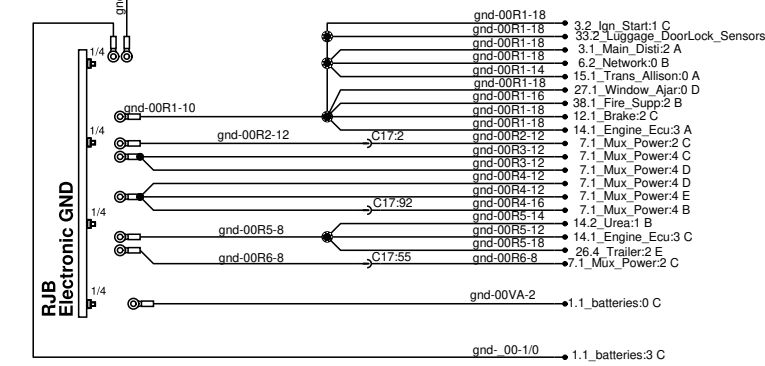 gnd
gnd-00R1-18 3.2_Ign_Start:1 C
gnd-00R1-18 33.2_Luggage_DoorLock_Sensors
gnd-00R1-18 3.1_Main_Disti:2 A
1/4 gnd-00R1-18 6.2_Network:0 B
gnd-00R1-14 15.1_Trans_Allison:0 A
gnd-00R1-18 27.1_Window_Ajar:0 D
gnd-00R1-10 gnd-00R1-16 38.1_Fire_Supp:2 B
gnd-00R1-18 12.1_Brake:2 C
1/4 gnd-00R1-18 14.1_Engine_Ecu:3 A
gnd-00R2-12 C17:2 gnd-00R2-12 7.1_Mux_Power:2 C
gnd-00R3-12 7.1_Mux_Power:4 C
gnd-00R3-12 7.1_Mux_Power:4 D
gnd-00R4-12 7.1_Mux_Power:4 D
gnd-00R4-12 7.1_Mux_Power:4 E
1/4 C17:92 gnd-00R4-16 7.1_Mux_Power:4 B
gnd-00R5-14 14.2_Urea:1 B
gnd-00R5-8 gnd-00R5-12 14.1_Engine_Ecu:3 C
gnd-00R5-18 26.4_Trailer:2 E
gnd-00R6-8 C17:55 gnd-00R6-8 7.1_Mux_Power:2 C
RJB
Electronic GND
1/4 gnd-00VA-2 1.1_batteries:0 C
gnd-_00-1/0 1.1_batteries:3 C